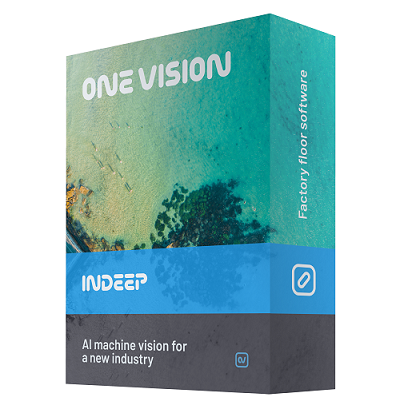 ONE VISION
INDEEP
AI machine vision for
a new industry
Factory floor software